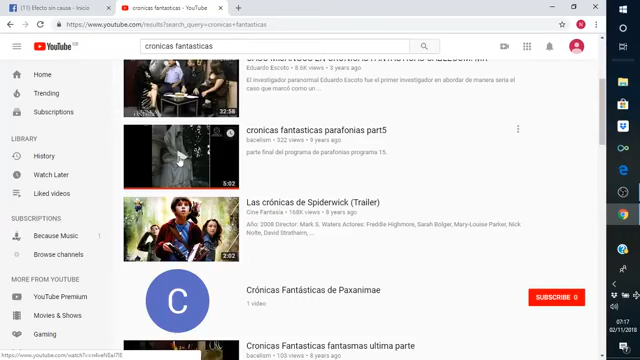 (11) Efecto sin causa - Inicio
cronicas fantasticas - YouTube
https://www.youtube.com/results?search_query=cronicas+fantasticas
YouTube
cronicas fantasticas
Home
Trending
Subscriptions
LIBRARY
History
Watch Later
Liked videos
SUBSCRIPTIONS
Because Music 1
Browse channels
MORE FROM YOUTUBE
YouTube Premium
Movies & Shows
Gaming
Eduardo Escoto • 8.6K views • 3 years ago
El investigador paranormal Eduardo Escoto fue el primer investigador en abordar de manera seria el
caso que marcó como un ...
32:58
cronicas fantasticas parafonias part5
bacelism • 322 views • 9 years ago
parte final del programa de parafonias programa 15.
5:02
Las crónicas de Spiderwick (Trailer)
Cine Fantasía • 168K views • 8 years ago
Año: 2008 Director: Mark S. Waters Actores: Freddie Highmore, Sarah Bolger, Mary-Louise Parker, Nick
Nolte, David Strathairn, ...
2:02
C
Crónicas Fantásticas de Paxanimae
1 video
SUBSCRIBE 0
Cronicas Fantasticas fantasmas ultima parte
bacelism • 103 views • 8 years ago
07:17
02/11/2018